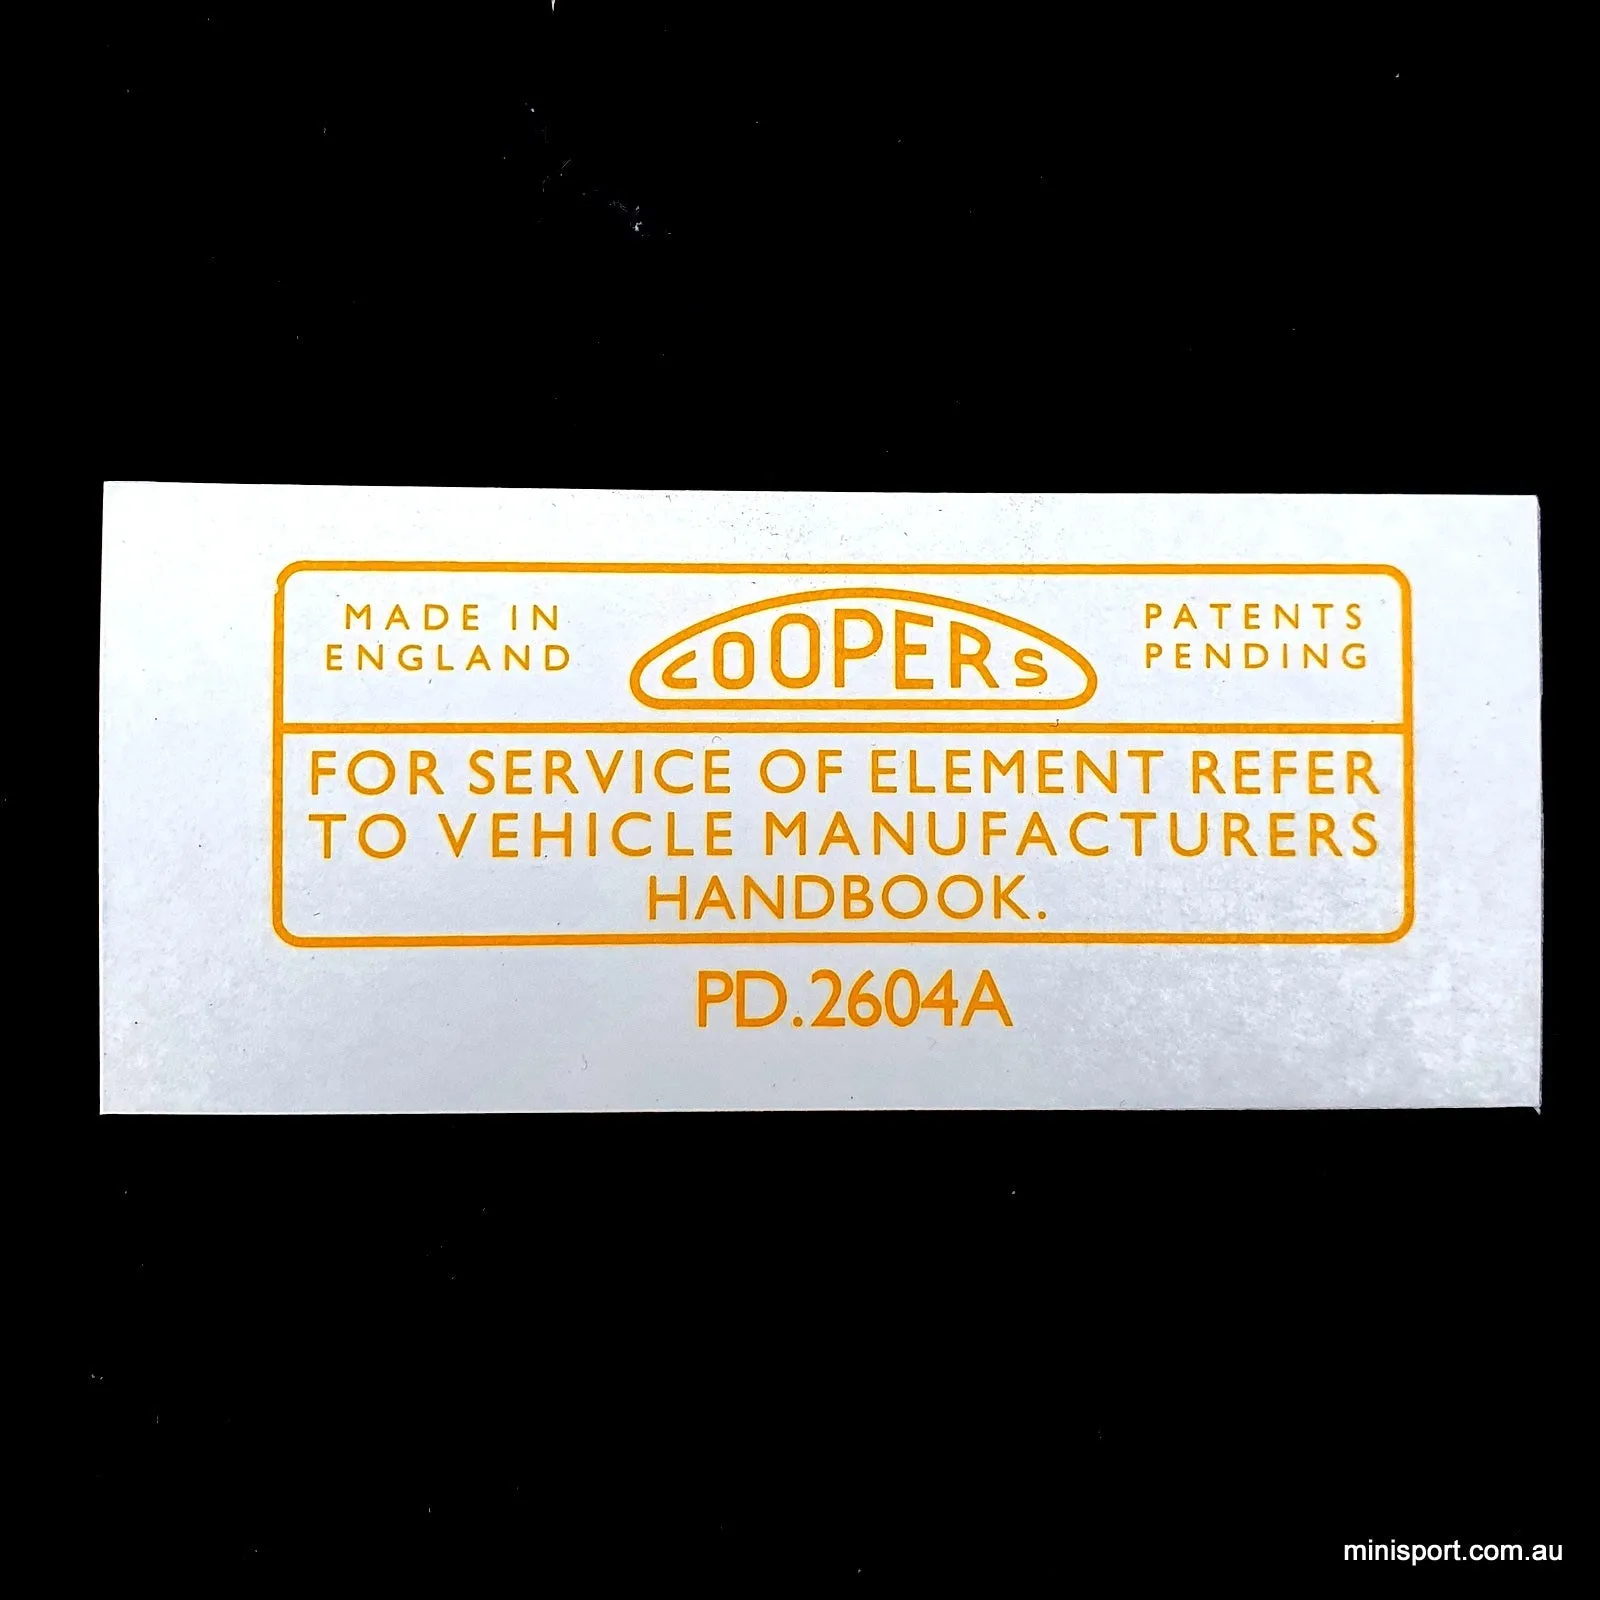 MADE IN
ENGLAND
COOPERS
PATENTS
PENDING
FOR SERVICE OF ELEMENT REFER
TO VEHICLE MANUFACTURERS
HANDBOOK.
PD.2604A
minisport.com.au